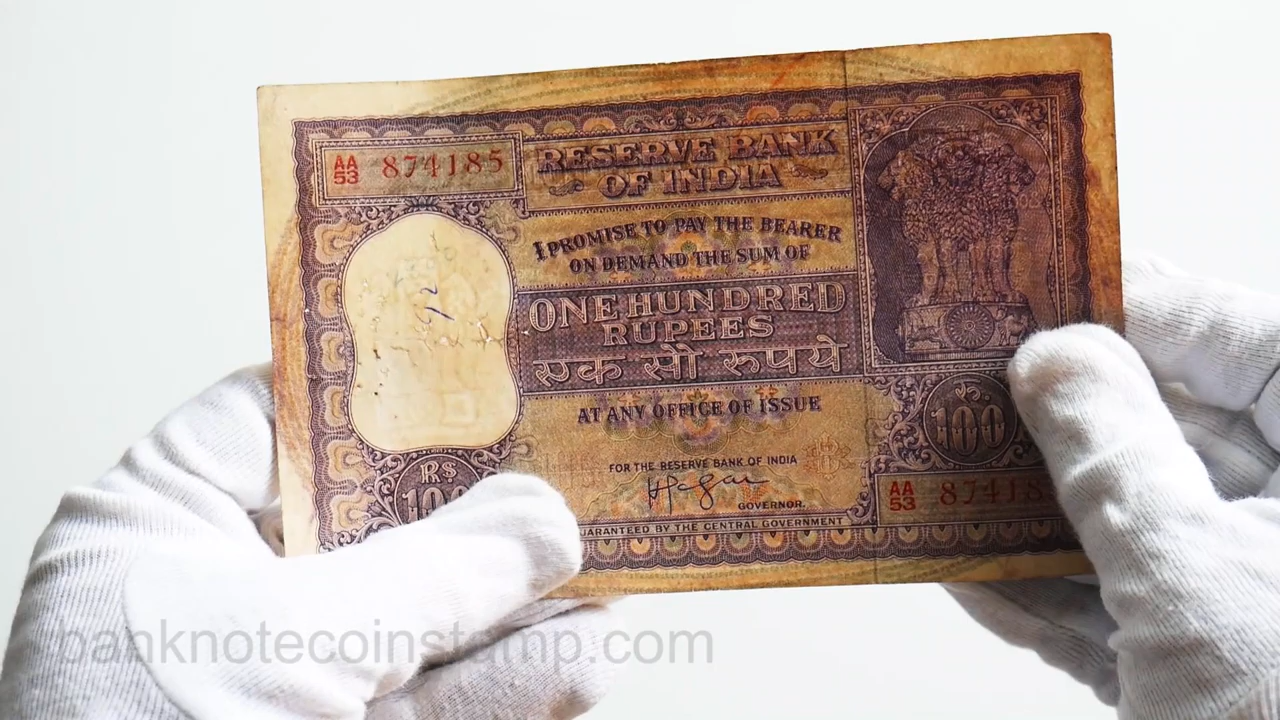 AA
53 874185
RESERVE BANK
OF INDIA
I PROMISE TO PAY THE BEARER
ON DEMAND THE SUM OF
ONE HUNDRED
RUPEES
एक सौ रुपये
AT ANY OFFICE OF ISSUE
रु.
100
FOR THE RESERVE BANK OF INDIA
GOVERNOR.
RS
100
AA
53 87418
GUARANTEED BY THE CENTRAL GOVERNMENT
banknotecoinstamp.com